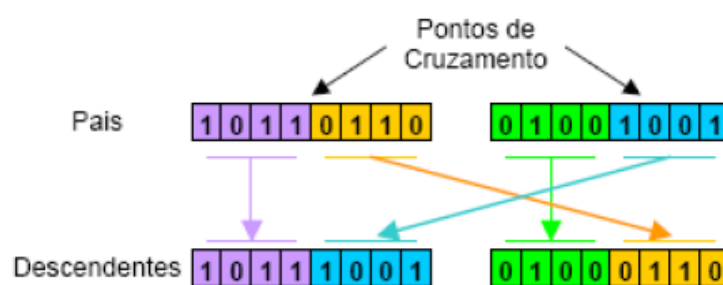 Pontos de
Cruzamento
Pais 1 0 1 1 0 1 1 0 0 1 0 0 1 0 0 1
Descendentes 1 0 1 1 1 0 0 1 0 1 0 0 0 1 1 0